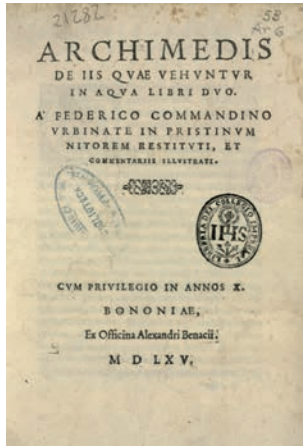 21282
ARCHIMEDIS
DE IIS QVAE VEHVNTVR
IN AQVA LIBRI DVO.
A' FEDERICO COMMANDINO
VRBINATE IN PRISTINVM
NITOREM RESTITVTI, ET
COMMENTARIIS ILLVSTRATI.
IHS
CVM PRIVILEGIO IN ANNOS X.
BONONIAE,
Ex Officina Alexandri Benacii.
M D LXV.